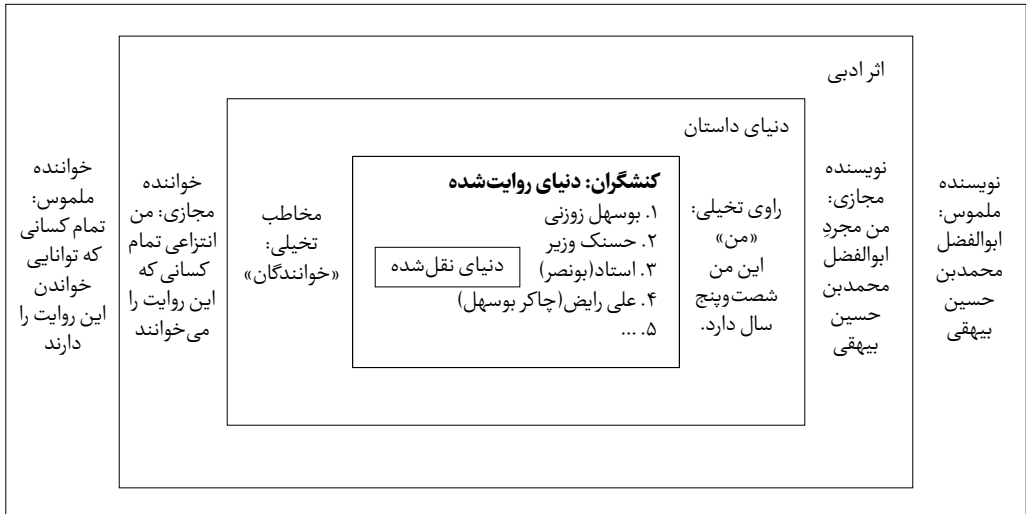 اثر ادبی
دنیای داستان
نویسنده
ملموس:
ابوالفضل
محمدبن
حسین
بیهقی
نویسنده
مجازی:
من مجردِ
ابوالفضل
محمدبن
حسین
بیهقی
راوی تخیلی:
«من»
این من
شصت‌وپنج
سال دارد.
کنشگران: دنیای روایت‌شده
۱. بوسهل زوزنی
۲. حسنک وزیر
۳. استاد(بونصر)
۴. علی رایض(چاکر بوسهل)
۵. ...
دنیای نقل‌شده
مخاطب
تخیلی:
«خوانندگان»
خواننده
مجازی: من
انتزاعی تمام
کسانی که
این روایت را
می‌خوانند
خواننده
ملموس:
تمام کسانی
که توانایی
خواندن
این روایت را
دارند